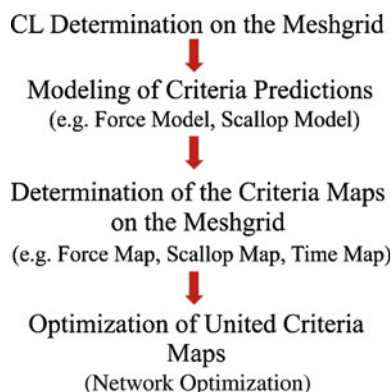 CL Determination on the Meshgrid
Modeling of Criteria Predictions
(e.g. Force Model, Scallop Model)
Determination of the Criteria Maps
on the Meshgrid
(e.g. Force Map, Scallop Map, Time Map)
Optimization of United Criteria
Maps
(Network Optimization)